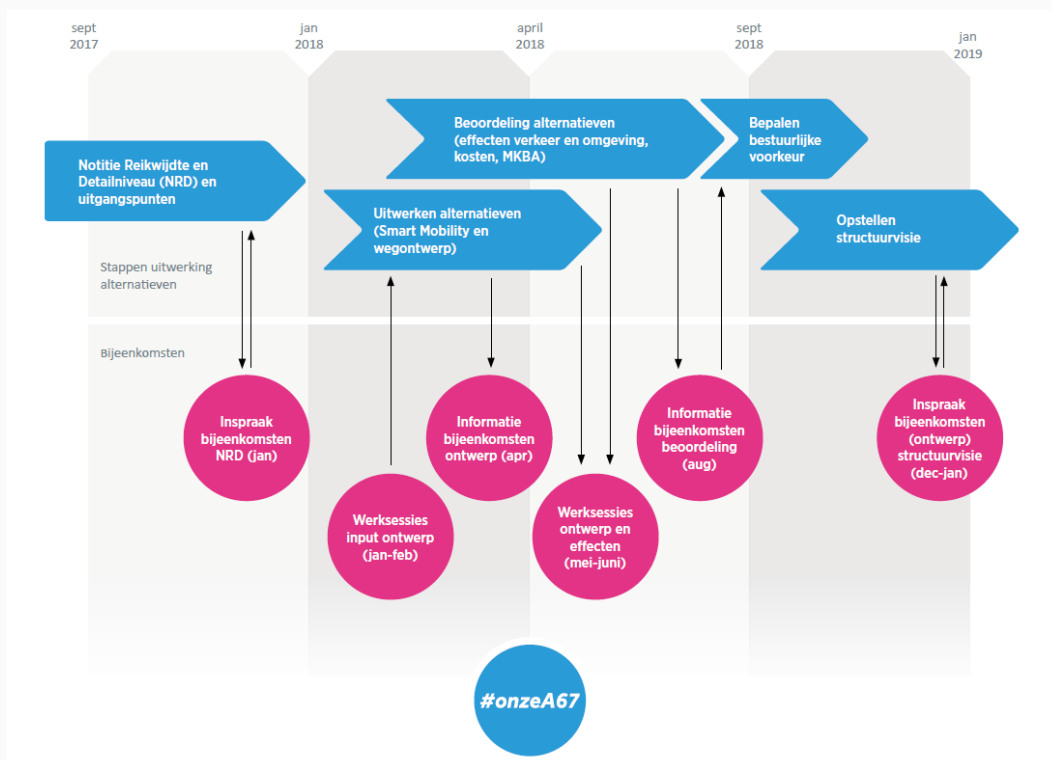 sept
2017
jan
2018
april
2018
sept
2018
jan
2019
Notitie Reikwijdte en
Detailniveau (NRD) en
uitgangspunten
Beoordeling alternatieven
(effecten verkeer en omgeving,
kosten, MKBA)
Bepalen
bestuurlijke
voorkeur
Uitwerken alternatieven
(Smart Mobility en
wegontwerp)
Opstellen
structuurvisie
Stappen uitwerking
alternatieven
Bijeenkomsten
Inspraak
bijeenkomsten
NRD (jan)
Werksessies
input ontwerp
(jan-feb)
Informatie
bijeenkomsten
ontwerp (apr)
Werksessies
ontwerp en
effecten
(mei-juni)
Informatie
bijeenkomsten
beoordeling
(aug)
Inspraak
bijeenkomsten
(ontwerp)
structuurvisie
(dec-jan)
#onzeA67